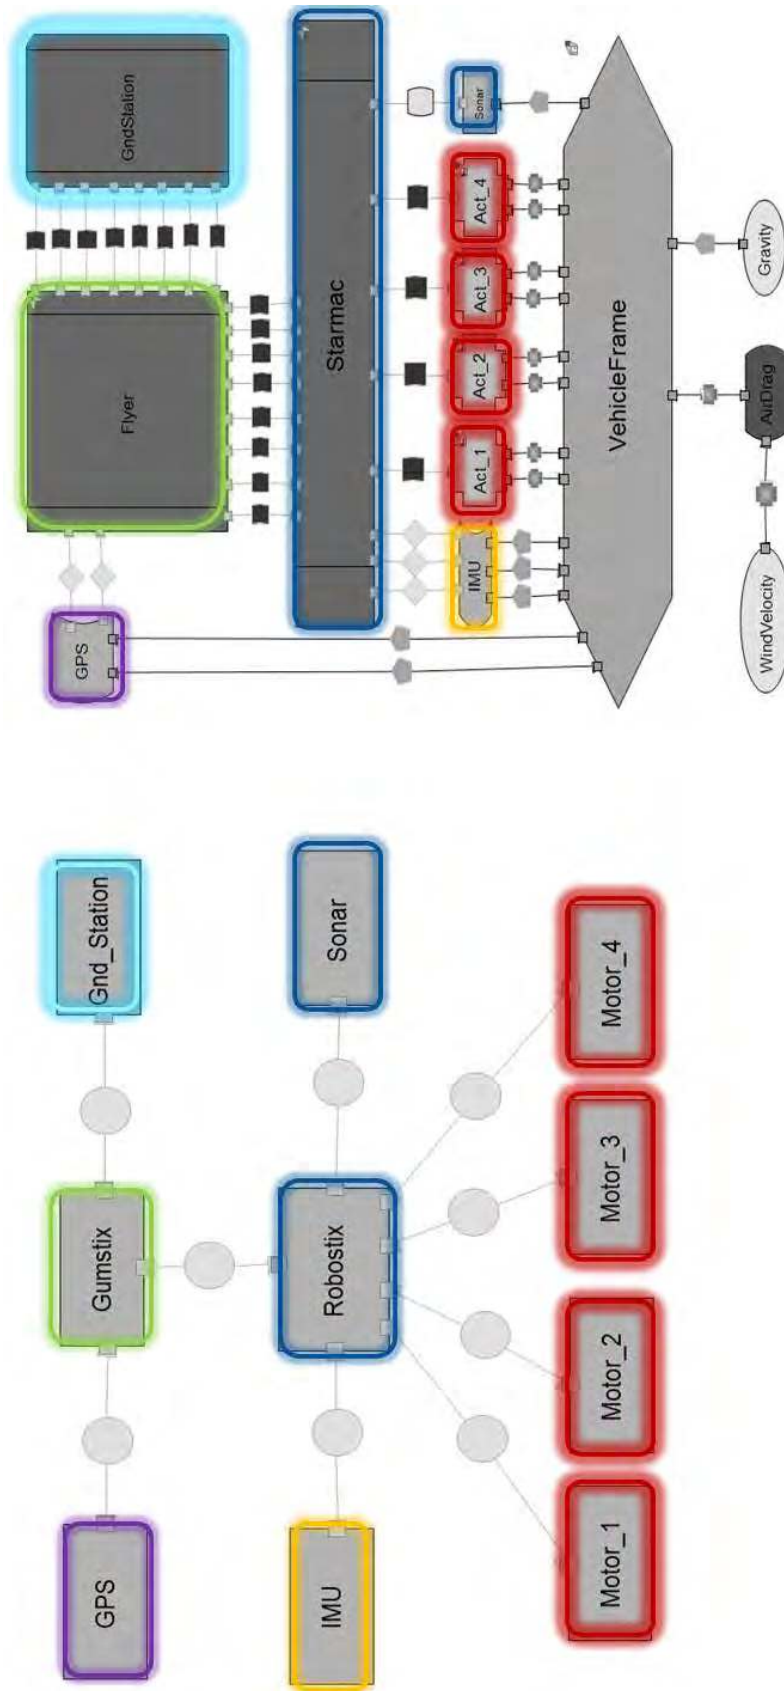 GPS
Flyer
GndStation
Starmac
IMU
Act_1
Act_2
Act_3
Act_4
Sonar
VehicleFrame
WindVelocity
AirDrag
Gravity
GPS
Gumstix
Gnd_Station
IMU
Robostix
Sonar
Motor_1
Motor_2
Motor_3
Motor_4